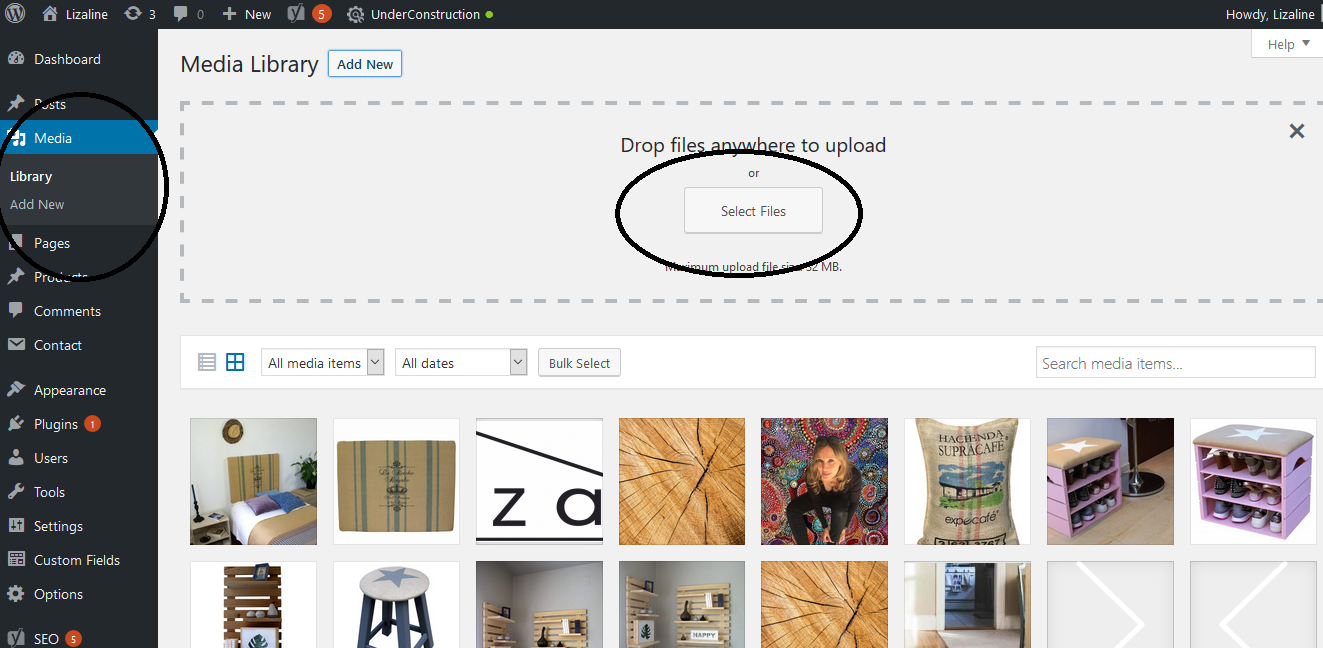 Lizaline 3 0 New 5 UnderConstruction Howdy, Lizaline
Help
Dashboard
Posts
Media
Library
Add New
Pages
Products
Comments
Contact
Appearance
Plugins 1
Users
Tools
Settings
Custom Fields
Options
SEO 5
Media Library Add New
Drop files anywhere to upload
or
Select Files
Maximum upload file size: 32 MB.
All media items All dates Bulk Select Search media items...
z a
HACIENDA
SUPRACAFE
expecafé
HAPPY